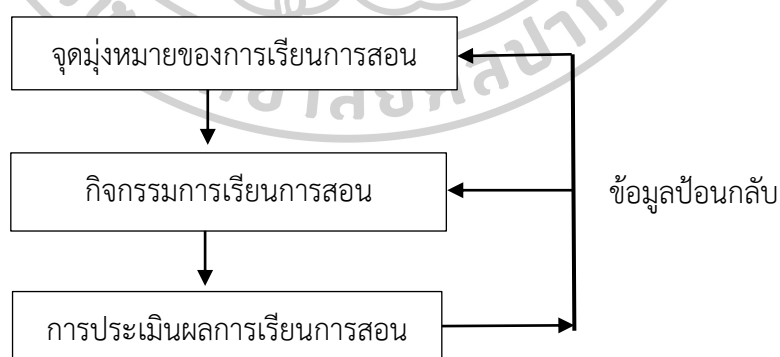 จุดมุ่งหมายของการเรียนการสอน
กิจกรรมการเรียนการสอน
ข้อมูลป้อนกลับ
การประเมินผลการเรียนการสอน